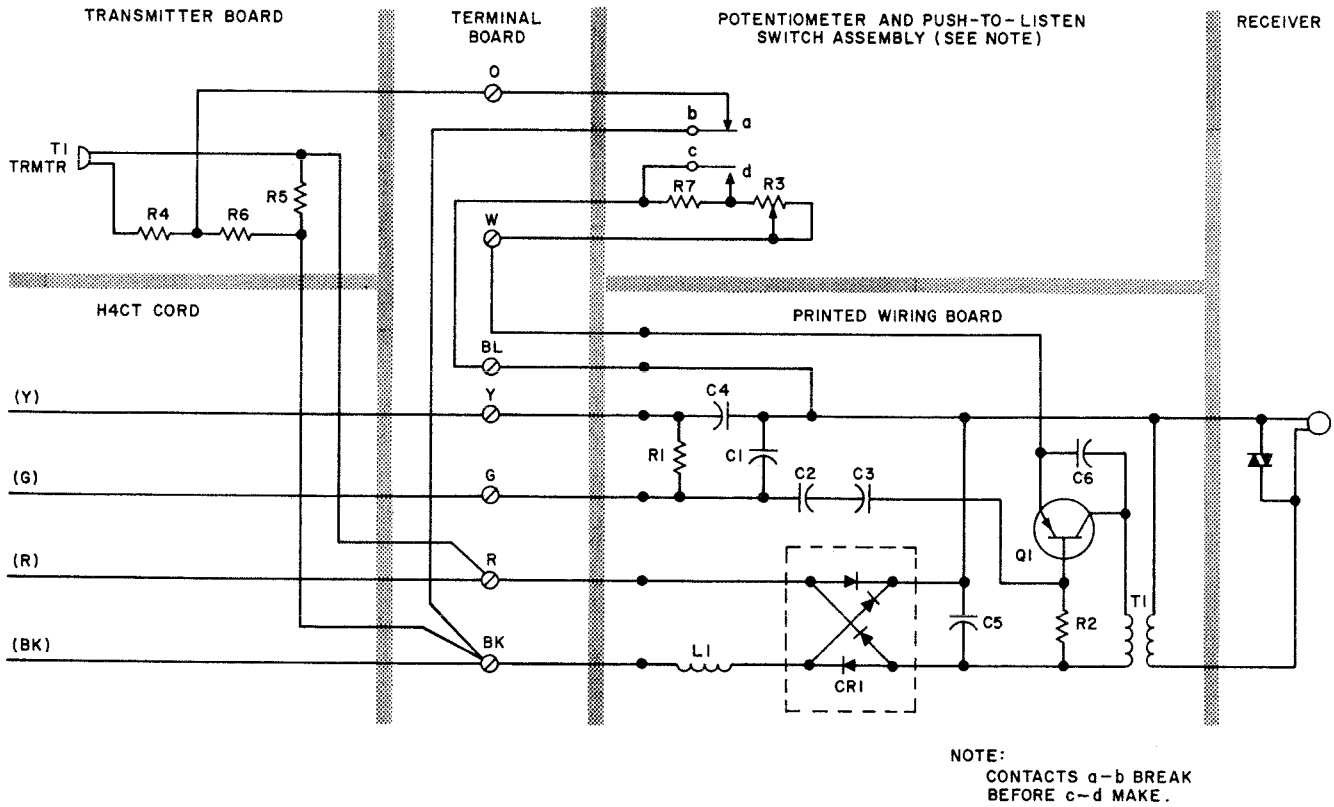 TRANSMITTER BOARD
TERMINAL
BOARD
POTENTIOMETER AND PUSH-TO-LISTEN
SWITCH ASSEMBLY (SEE NOTE)
RECEIVER
O
b
a
c
d
T1
TRMTR
R5
R7
R3
R4
R6
W
H4CT CORD
PRINTED WIRING BOARD
BL
(Y)
Y
C4
R1
C1
C6
(G)
G
C2
C3
Q1
(R)
R
C5
R2
T1
(BK)
BK
L1
CR1
NOTE:
CONTACTS a-b BREAK
BEFORE c-d MAKE.